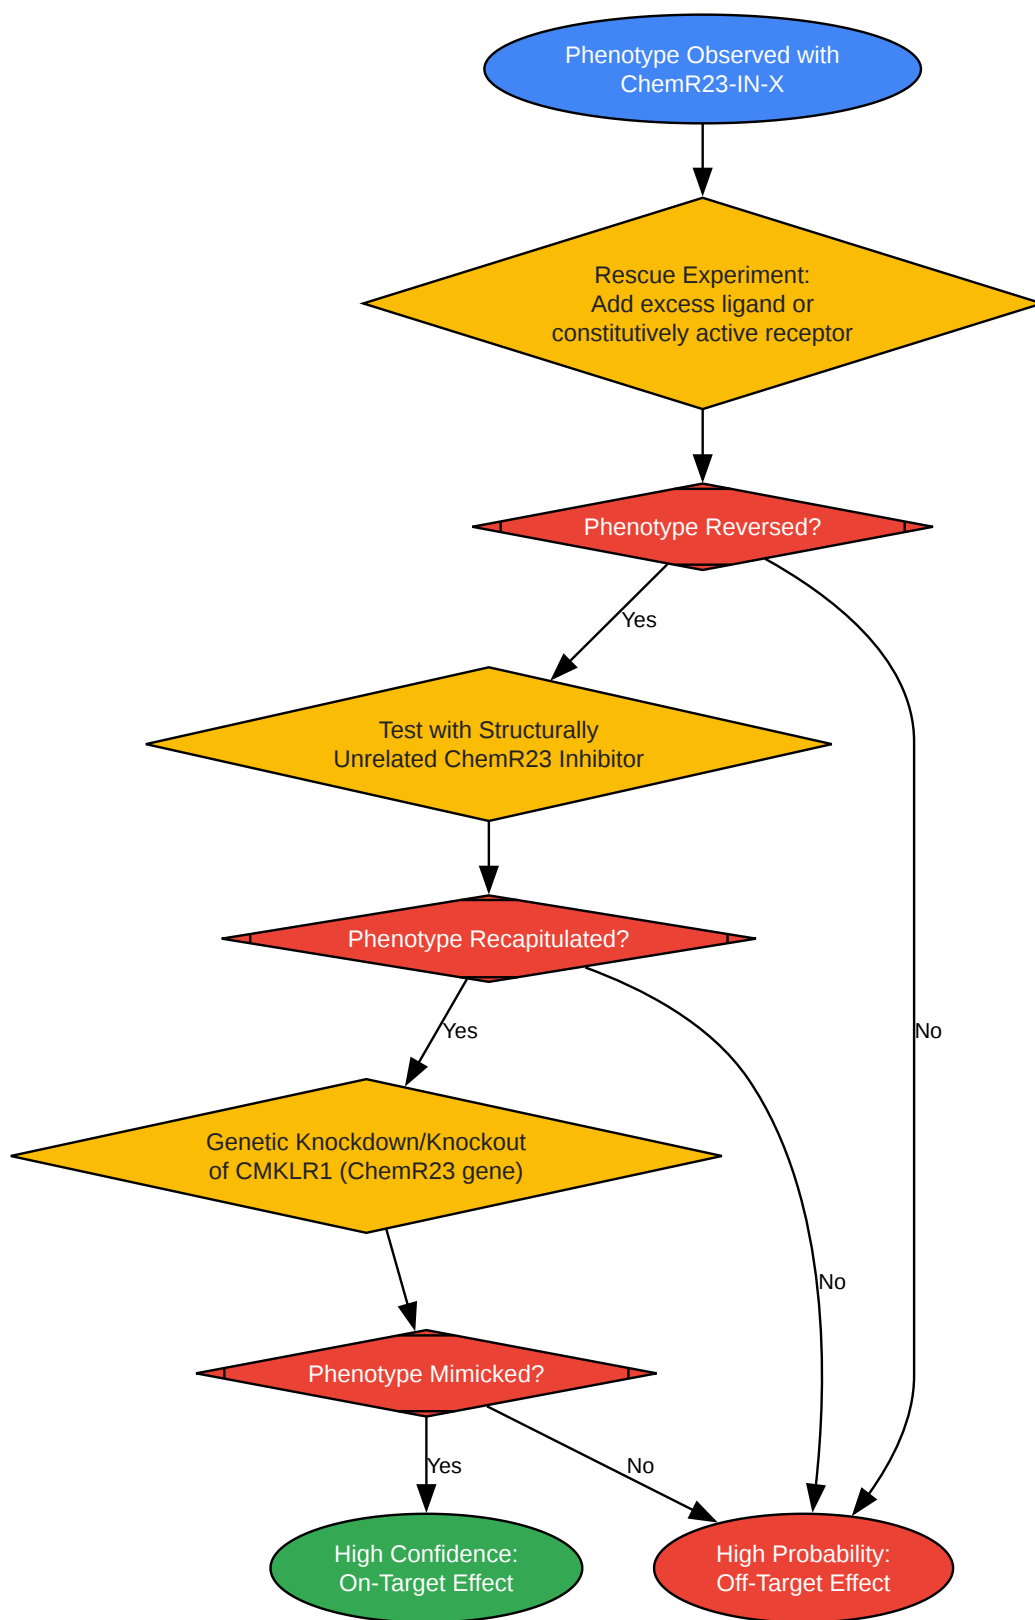 Phenotype Observed with
ChemR23-IN-X
Rescue Experiment:
Add excess ligand or
constitutively active receptor
Phenotype Reversed?
Yes
Test with Structurally
Unrelated ChemR23 Inhibitor
Phenotype Recapitulated?
Yes
No
Genetic Knockdown/Knockout
of CMKLR1 (ChemR23 gene)
No
Phenotype Mimicked?
Yes
No
High Confidence:
On-Target Effect
High Probability:
Off-Target Effect